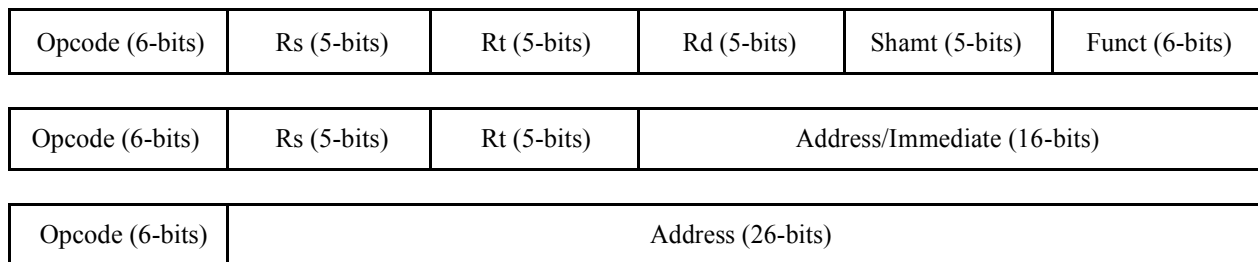 Opcode (6-bits) Rs (5-bits) Rt (5-bits) Rd (5-bits) Shamt (5-bits) Funct (6-bits)
Opcode (6-bits) Rs (5-bits) Rt (5-bits) Address/Immediate (16-bits)
Opcode (6-bits) Address (26-bits)